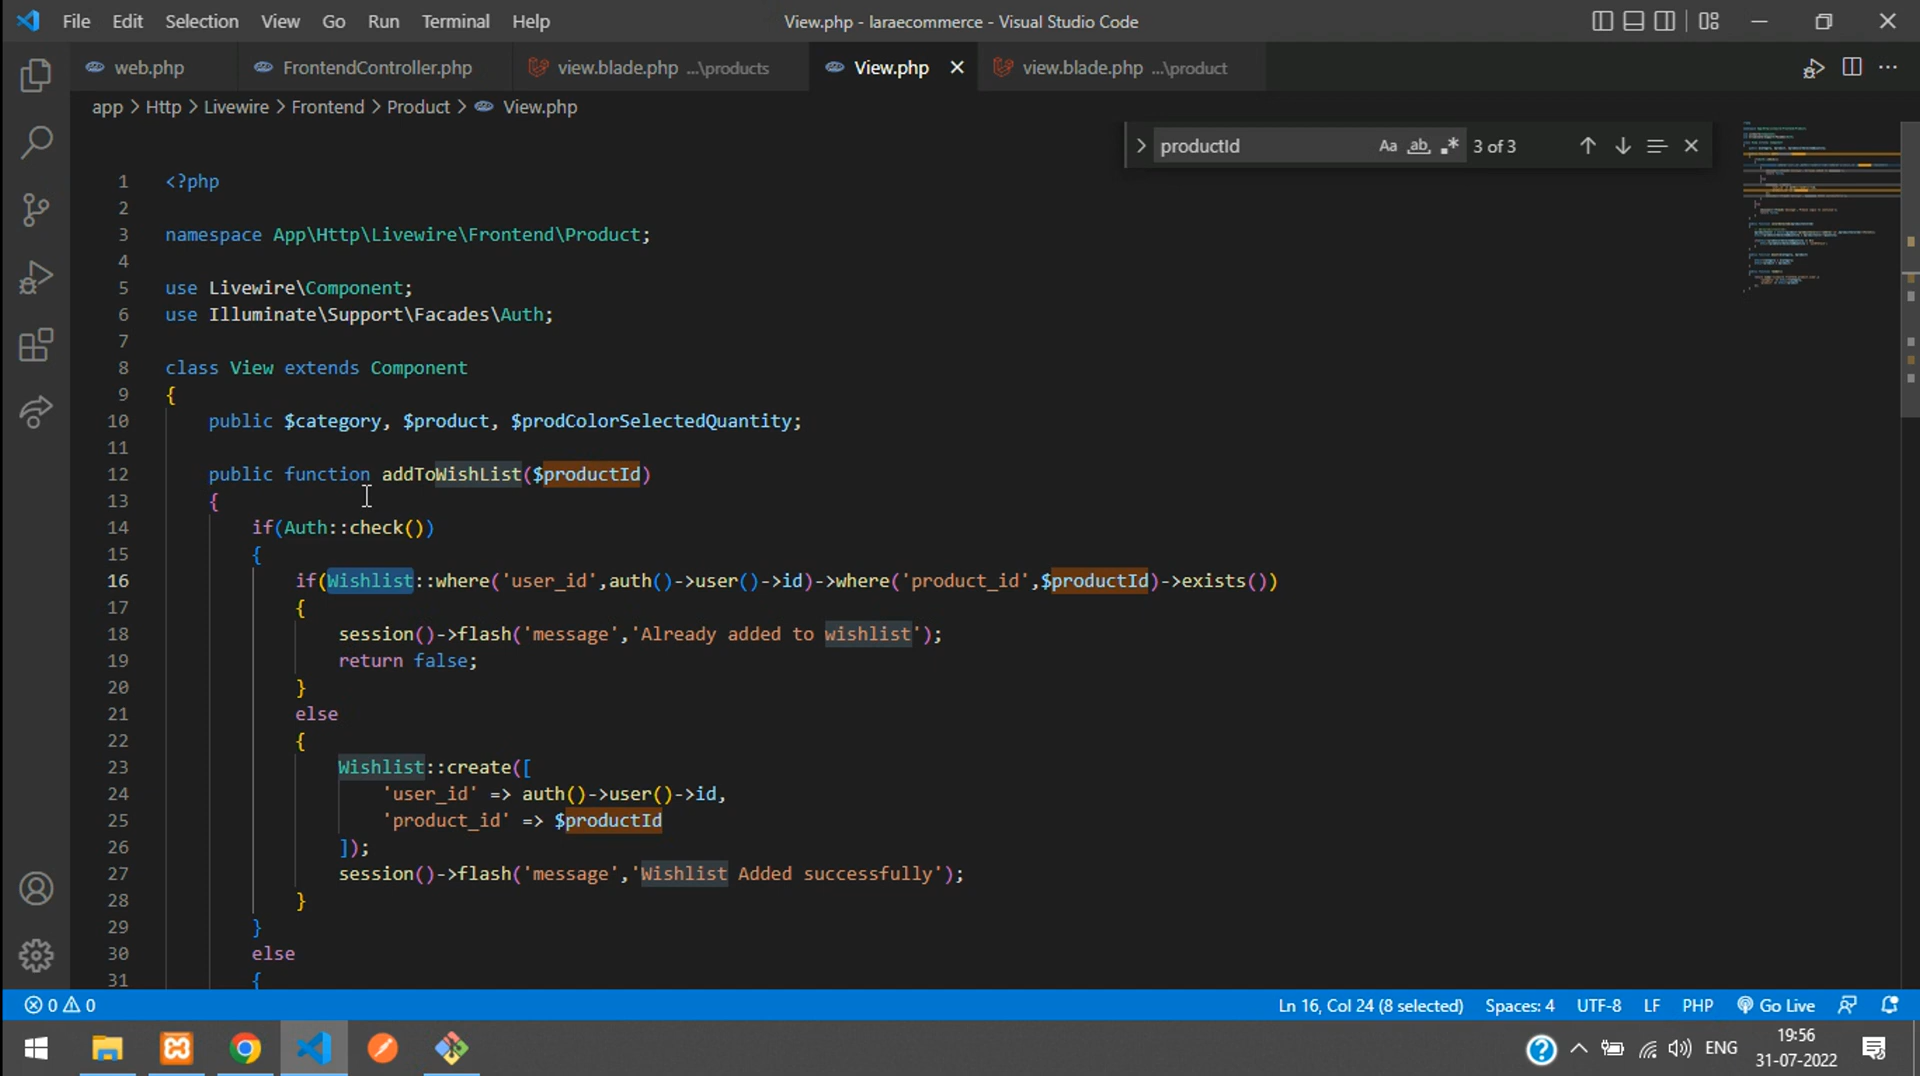 File Edit Selection View Go Run Terminal Help View.php - laraecommerce - Visual Studio Code
web.php FrontendController.php view.blade.php ...\products View.php view.blade.php ...\product
app > Http > Livewire > Frontend > Product > View.php
productId Aa ab .* 3 of 3
1 <?php
2
3 namespace App\Http\Livewire\Frontend\Product;
4
5 use Livewire\Component;
6 use Illuminate\Support\Facades\Auth;
7
8 class View extends Component
9 {
10 public $category, $product, $prodColorSelectedQuantity;
11
12 public function addToWishList($productId)
13 {
14 if(Auth::check())
15 {
16 if(Wishlist::where('user_id',auth()->user()->id)->where('product_id',$productId)->exists())
17 {
18 session()->flash('message','Already added to wishlist');
19 return false;
20 }
21 else
22 {
23 Wishlist::create([
24 'user_id' => auth()->user()->id,
25 'product_id' => $productId
26 ]);
27 session()->flash('message','Wishlist Added successfully');
28 }
29 }
30 else
31 {
0 0 Ln 16, Col 24 (8 selected) Spaces: 4 UTF-8 LF PHP Go Live
ENG 19:56
31-07-2022